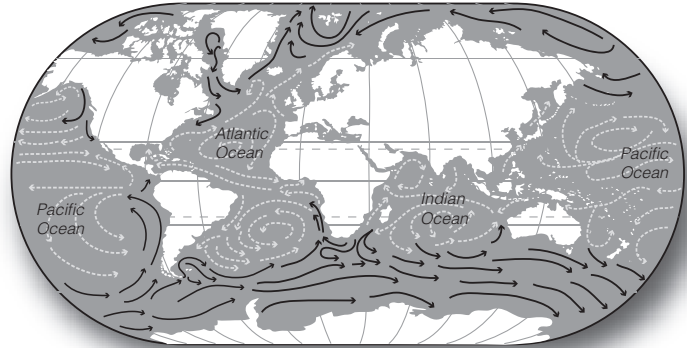 Atlantic
Ocean
Pacific
Ocean
Pacific
Ocean
Indian
Ocean